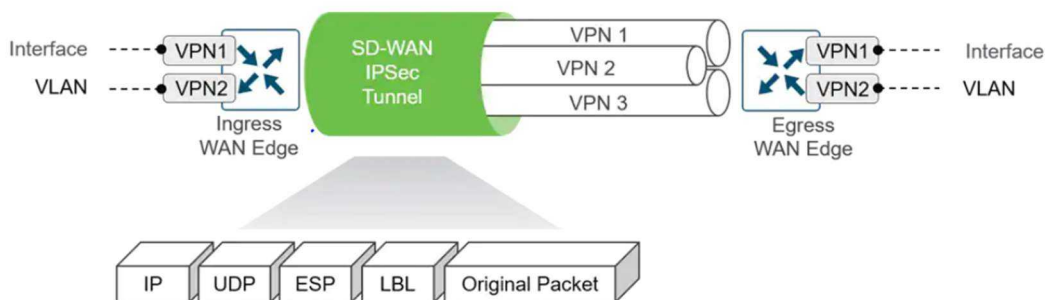 Interface
VLAN
VPN1
VPN2
Ingress
WAN Edge
SD-WAN
IPSec
Tunnel
VPN 1
VPN 2
VPN 3
VPN1
VPN2
Egress
WAN Edge
Interface
VLAN
IP
UDP
ESP
LBL
Original Packet